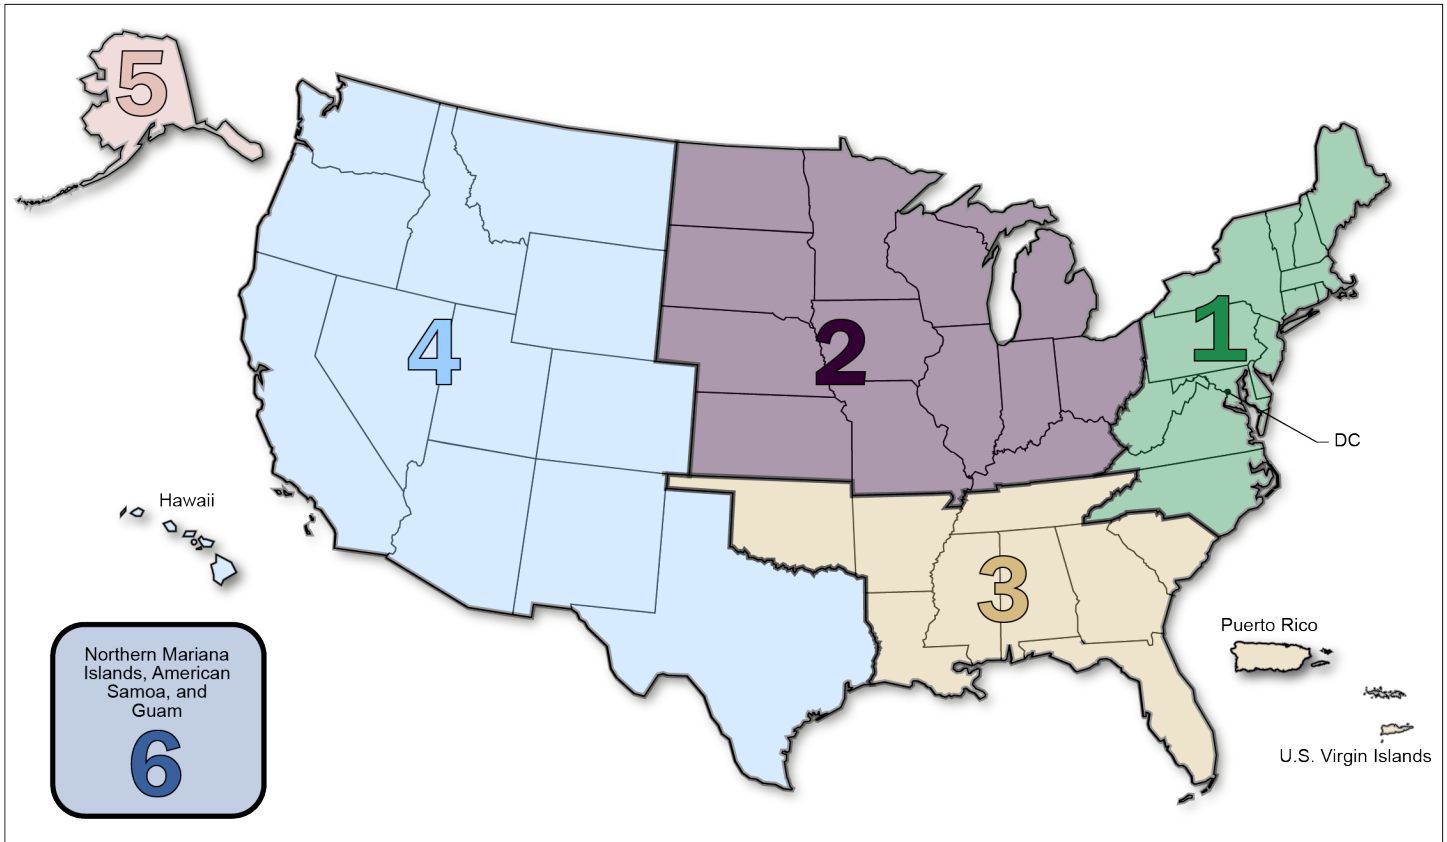 5
4
2
1
DC
Hawaii
3
Puerto Rico
U.S. Virgin Islands
Northern Mariana
Islands, American
Samoa, and
Guam
6